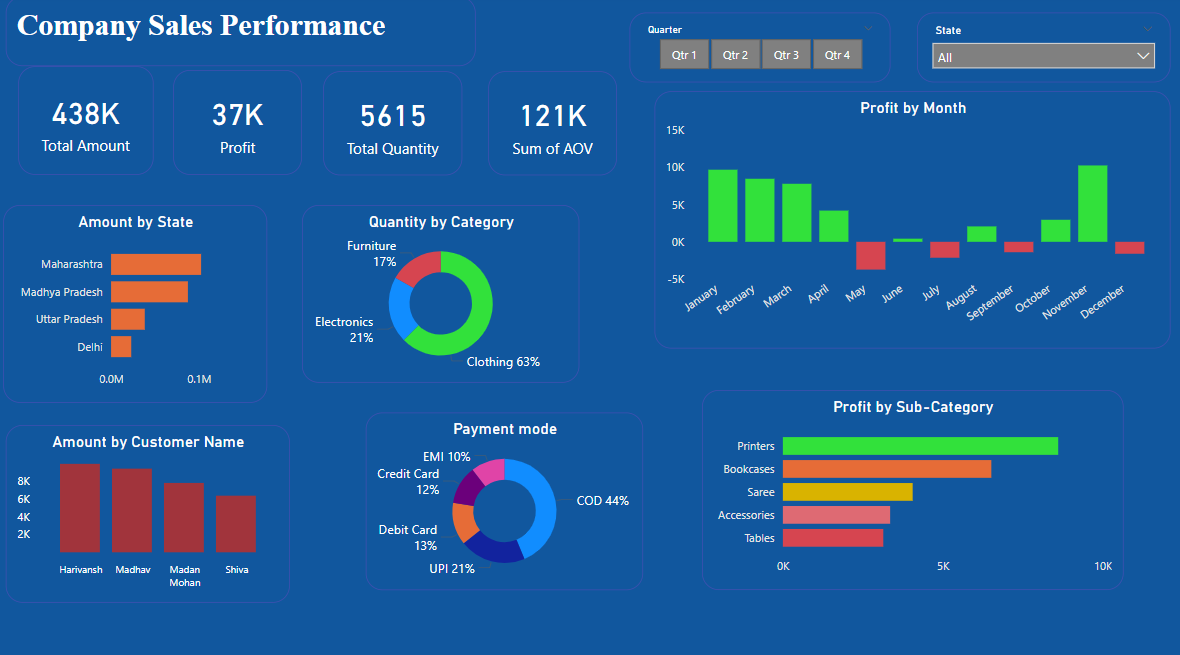 Company Sales Performance
Quarter
Qtr 1
Qtr 2
Qtr 3
Qtr 4
State
All
438K
Total Amount
37K
Profit
5615
Total Quantity
121K
Sum of AOV
Profit by Month
15K
10K
5K
0K
-5K
January
February
March
April
May
June
July
August
September
October
November
December
Amount by State
Maharashtra
Madhya Pradesh
Uttar Pradesh
Delhi
0.0M
0.1M
Quantity by Category
Furniture
17%
Electronics
21%
Clothing 63%
Amount by Customer Name
8K
6K
4K
2K
Harivansh
Madhav
Madan
Mohan
Shiva
Payment mode
EMI 10%
Credit Card
12%
Debit Card
13%
UPI 21%
COD 44%
Profit by Sub-Category
Printers
Bookcases
Saree
Accessories
Tables
0K
5K
10K